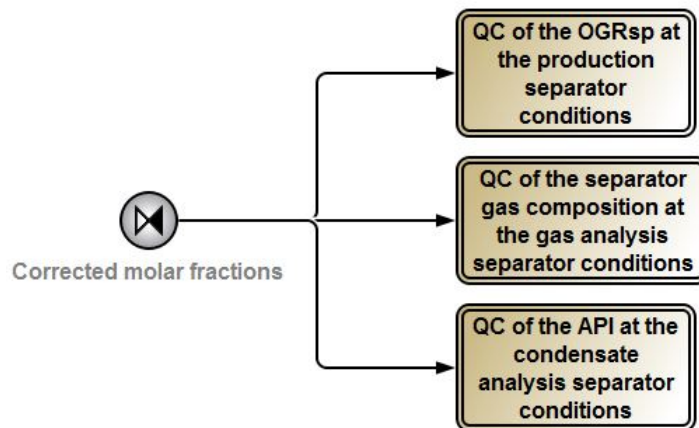 QC of the OGRsp at
the production
separator
conditions
QC of the separator
gas composition at
the gas analysis
separator conditions
Corrected molar fractions
QC of the API at the
condensate
analysis separator
conditions